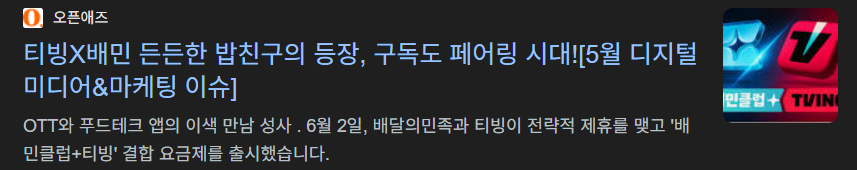 오픈애즈
티빙X배민 든든한 밥친구의 등장, 구독도 페어링 시대![5월 디지털
미디어&마케팅 이슈]
OTT와 푸드테크 앱의 이색 만남 성사 . 6월 2일, 배달의민족과 티빙이 전략적 제휴를 맺고 '배
민클럽+티빙' 결합 요금제를 출시했습니다.
민클럽+ TVING